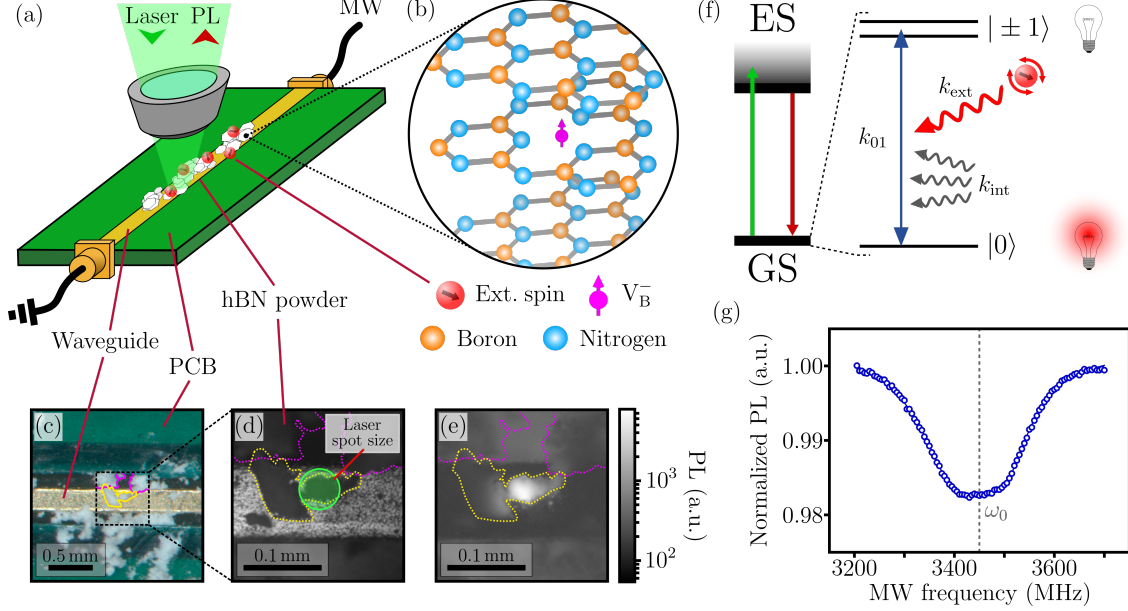 (a)
Laser
PL
MW
(b)
Ext. spin
V_B^-
Boron
Nitrogen
hBN powder
Waveguide
PCB
(c)
0.5 mm
(d)
Laser
spot size
0.1 mm
(e)
0.1 mm
PL (a.u.)
10^3
10^2
(f)
ES
GS
|±1⟩
|0⟩
k_01
k_ext
k_int
(g)
Normalized PL (a.u.)
1.00
0.99
0.98
ω_0
3200
3400
3600
MW frequency (MHz)